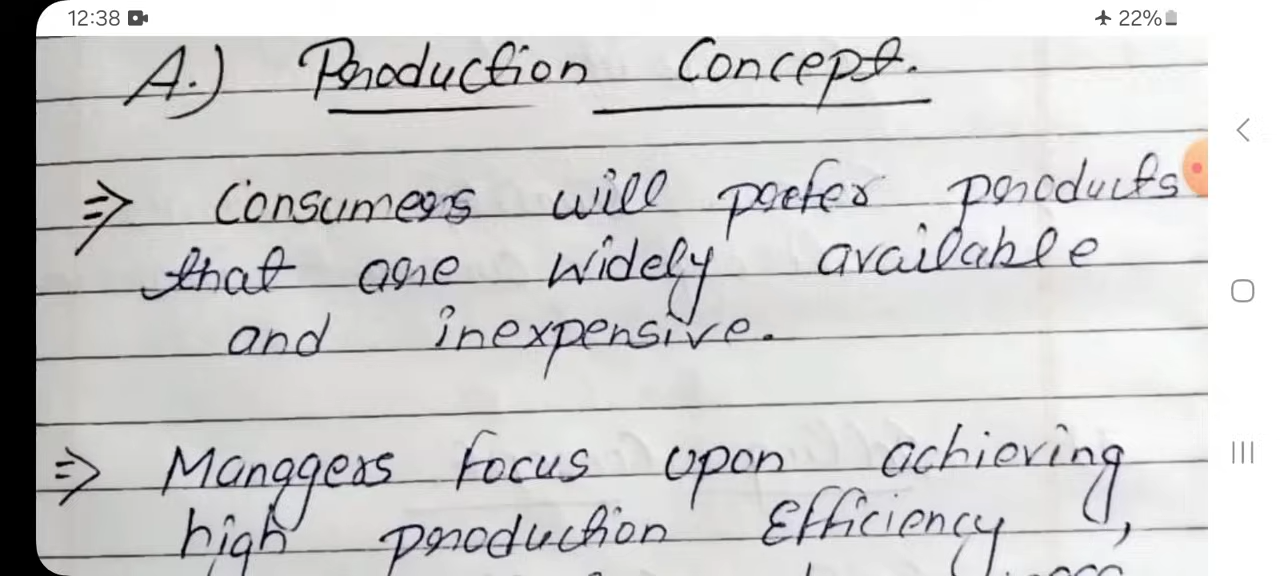 12:38
22%
A.) Production Concept.
⇒ Consumers will prefer products
that are widely available
and inexpensive.
⇒ Managers focus upon achieving
high production Efficiency,